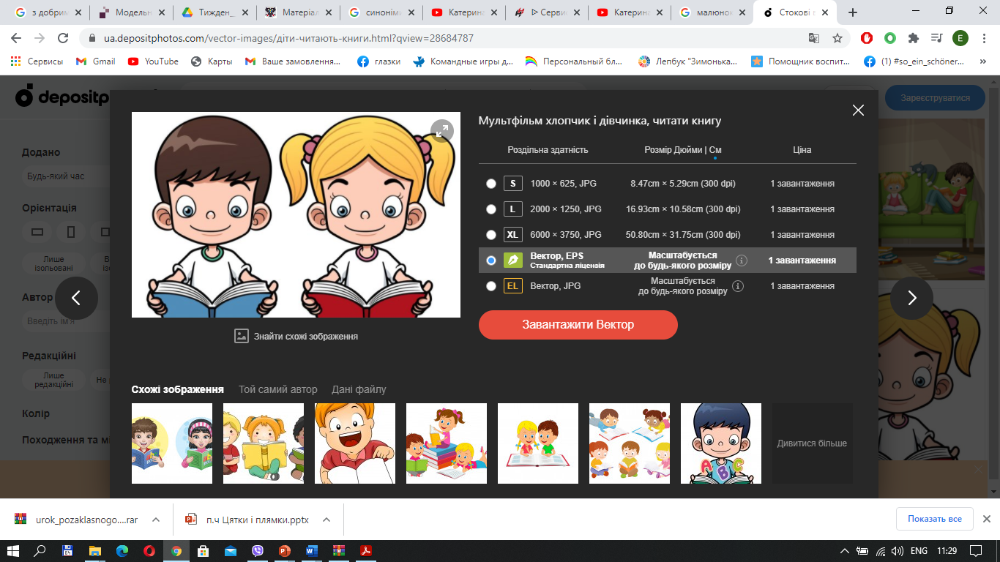 з добрим
Модельн
Тижден_
Матеріал
синонім
Катерина
ᐈ Сервис
Катерина
малюнок
Стокові в
ua.depositphotos.com/vector-images/діти-читають-книги.html?qview=28684787
E
Сервисы
Gmail
YouTube
Карты
Ваше замовлення...
глазки
Командные игры д...
Персональный бл...
Лепбук "Зимонька...
Помощник воспит...
(1) #so_ein_schöner...
»
depositp
Зареєструватися
Додано
Будь-який час
Орієнтація
Лише
ізольовані
Автор
Введіть ім'я
Редакційні
Лише
редакційні
Не
Колір
Походження та м
Мультфільм хлопчик і дівчинка, читати книгу
Роздільна здатність Розмір Дюйми | См Ціна
S 1000 × 625, JPG 8.47cm × 5.29cm (300 dpi) 1 завантаження
L 2000 × 1250, JPG 16.93cm × 10.58cm (300 dpi) 1 завантаження
XL 6000 × 3750, JPG 50.80cm × 31.75cm (300 dpi) 1 завантаження
Вектор, EPS
Стандартна ліцензія
Масштабується
до будь-якого розміру
1 завантаження
EL Вектор, JPG
Масштабується
до будь-якого розміру
1 завантаження
Завантажити Вектор
Знайти схожі зображення
Схожі зображення Той самий автор Дані файлу
A B C
Дивитися більше
urok_pozaklasnogo....rar
п.ч Цятки і плямки.pptx
Показать все
64
ENG
11:29